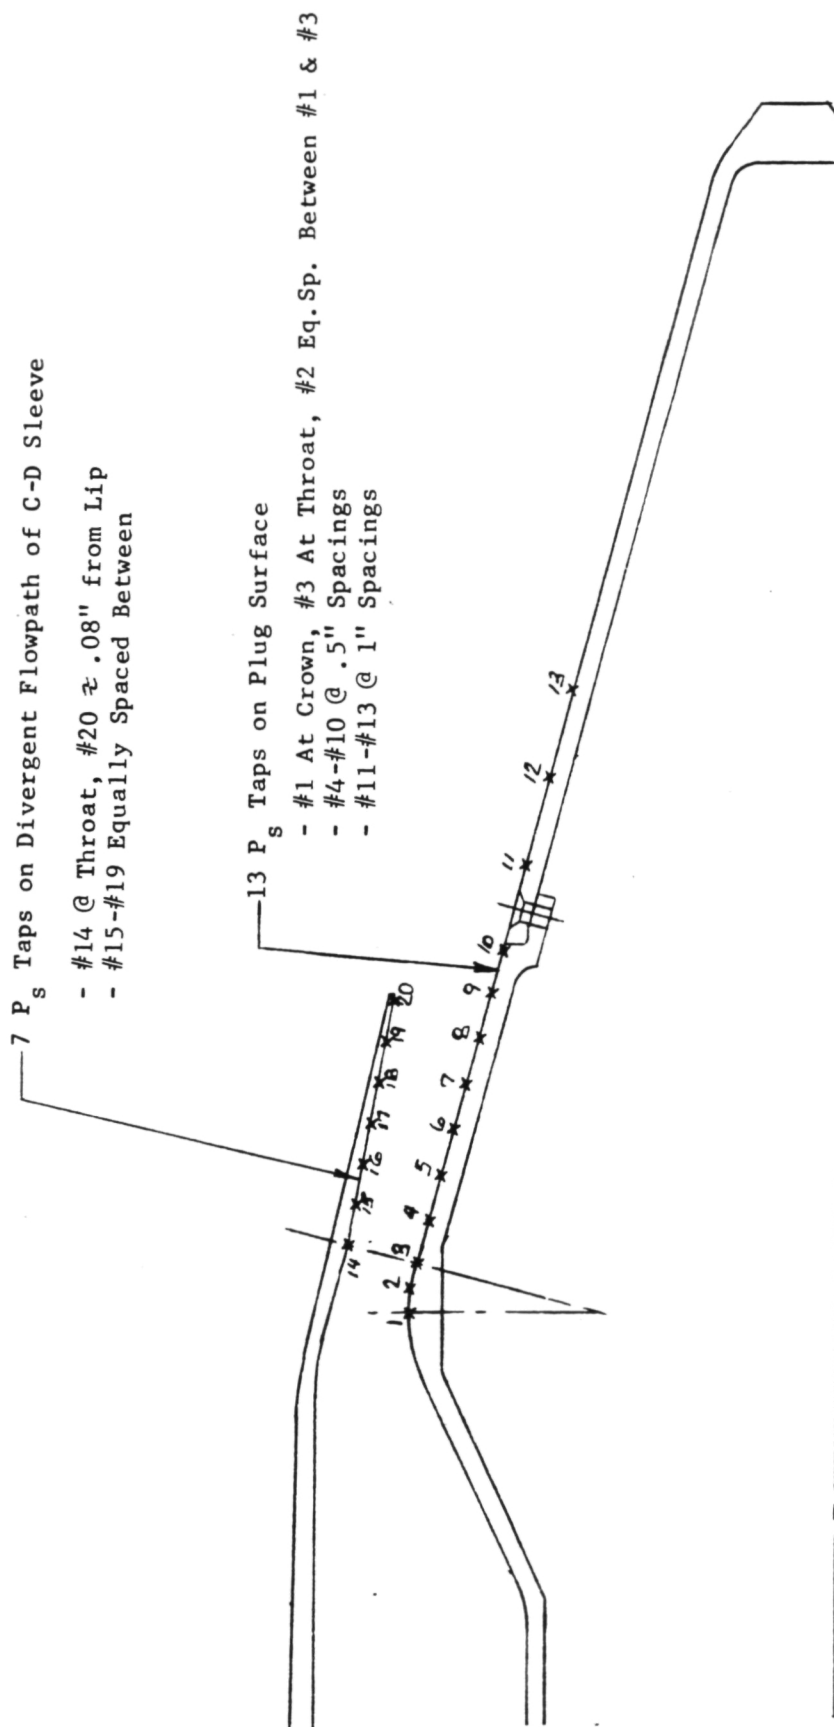 7 Ps Taps on Divergent Flowpath of C-D Sleeve
- #14 @ Throat, #20 ≈ .08" from Lip
- #15-#19 Equally Spaced Between
13 Ps Taps on Plug Surface
- #1 At Crown, #3 At Throat, #2 Eq.Sp. Between #1 & #3
- #4-#10 @ .5" Spacings
- #11-#13 @ 1" Spacings
14
15
16
17
18
19
20
1
2
3
4
5
6
7
8
9
10
11
12
13